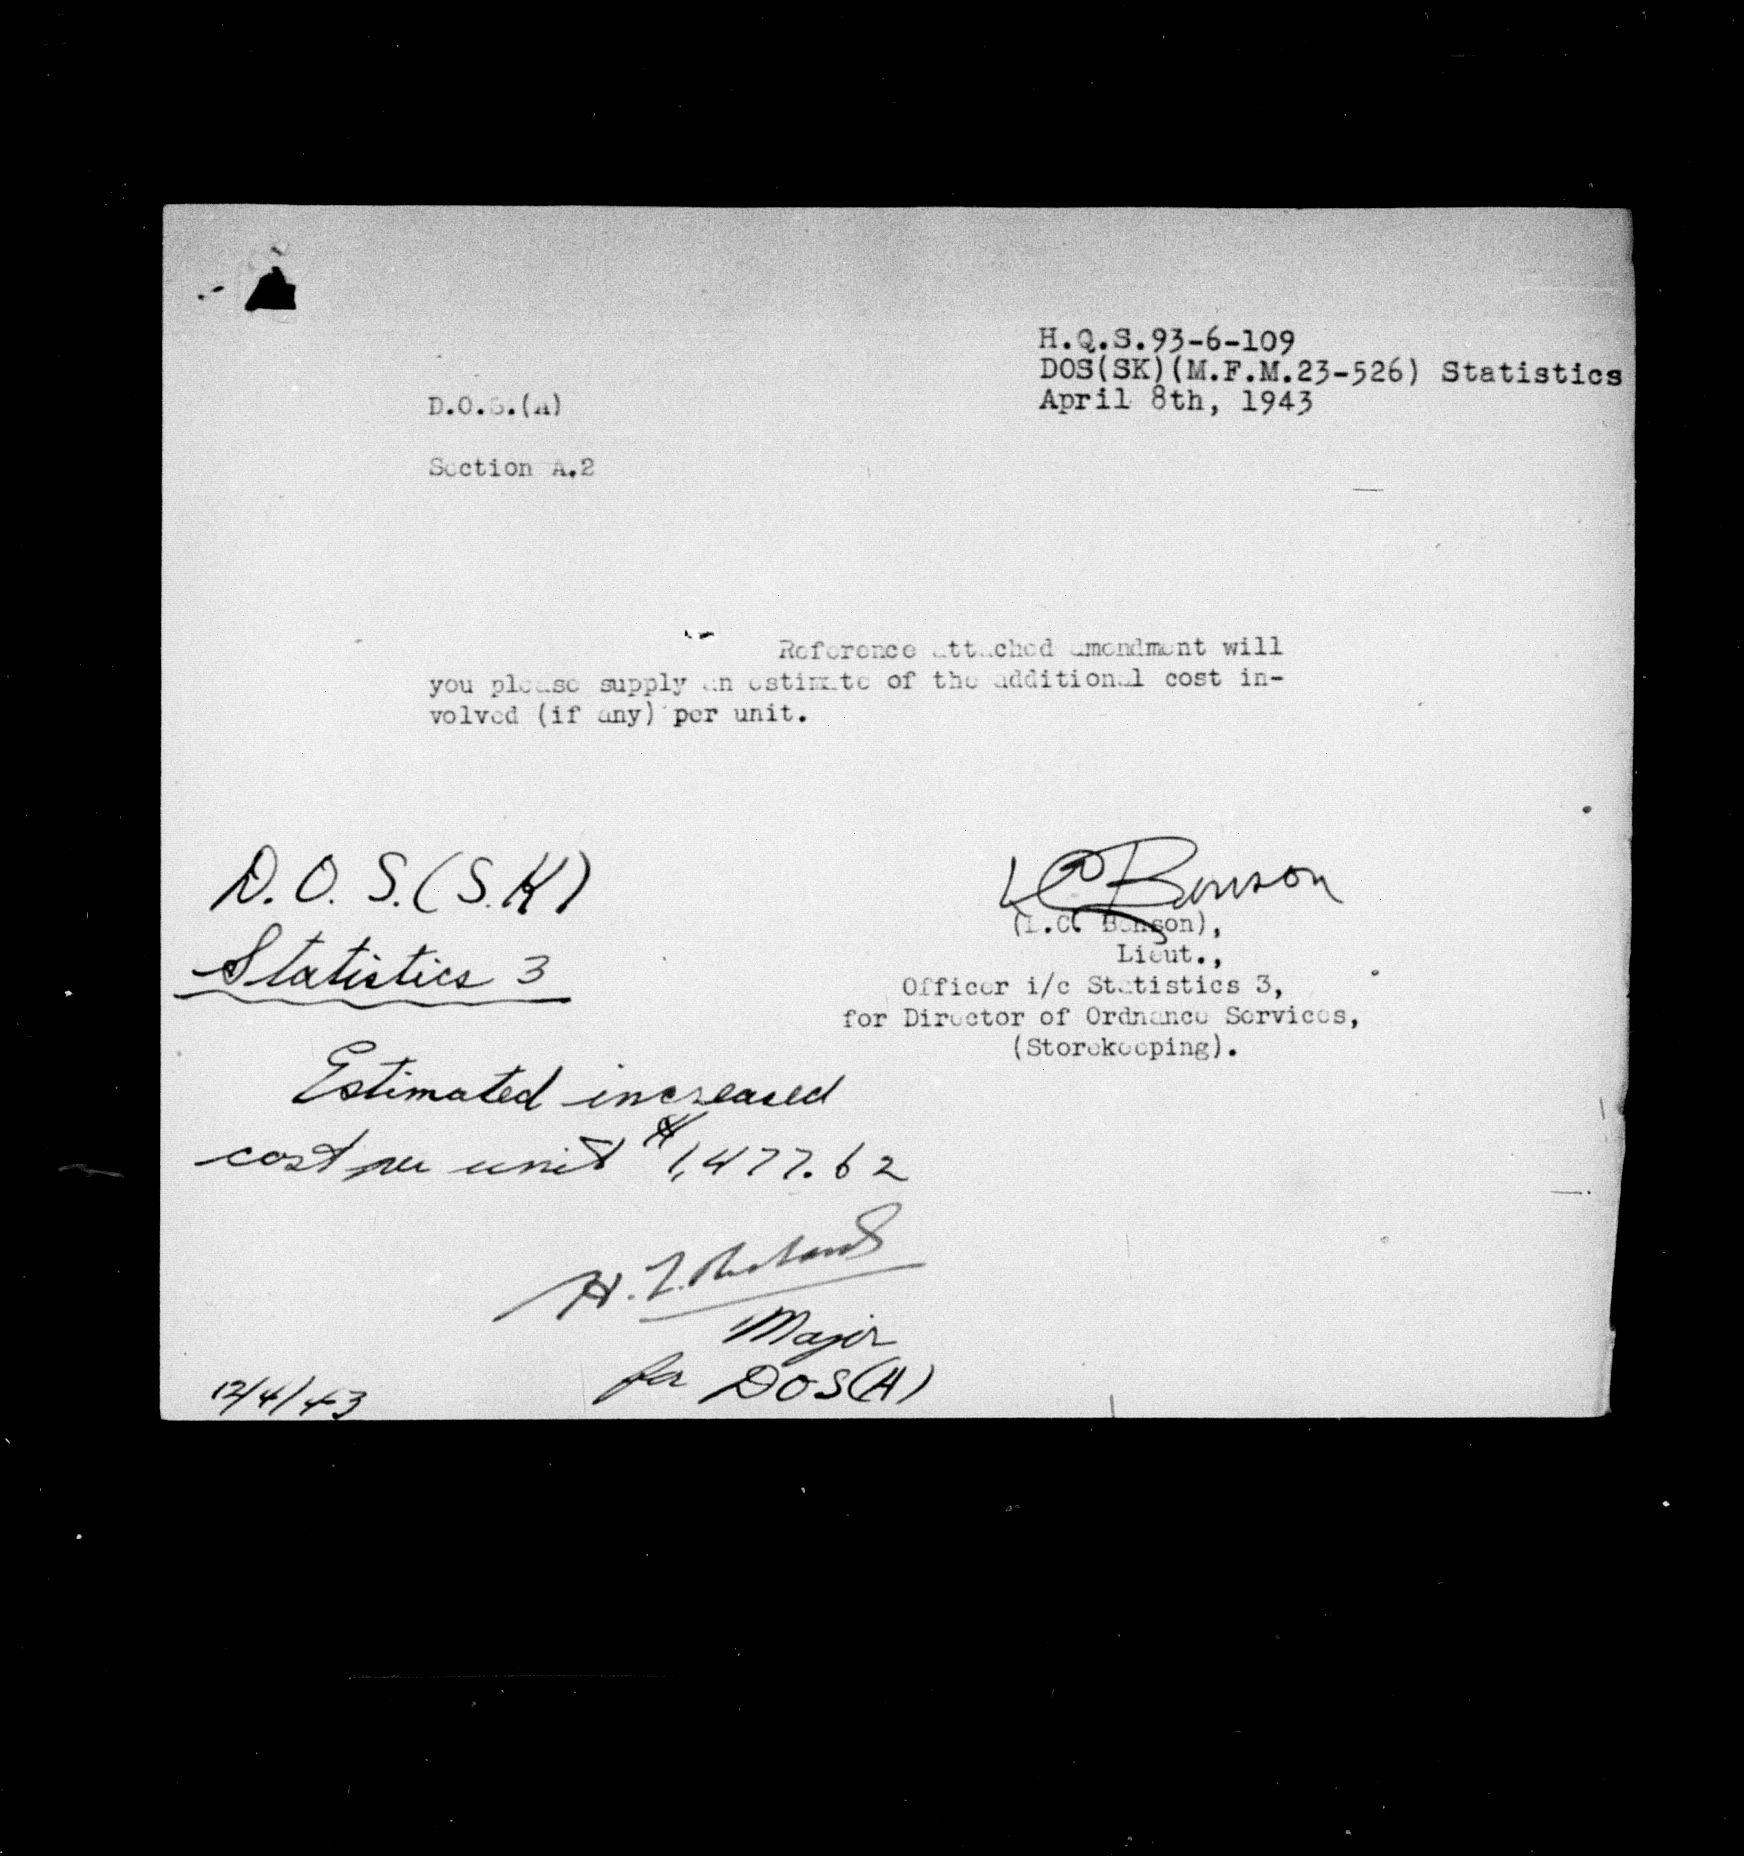 H.Q.S.93-6-109
DOS(SK)(M.F.M.23-526) Statistics
April 8th, 1943
D.O.S.(A)
Section A.2
Reference attached amendment will
you please supply an estimate of the additional cost in-
volved (if any) per unit.
L C Benson
(L.C. Benson),
Lieut.,
Officer i/c Statistics 3,
for Director of Ordnance Services,
(Storekeeping).
D.O.S.(S.K)
Statistics 3
Estimated increased
cost per unit $1,477.62
H.
Major
for DOS(A)
12/4/43